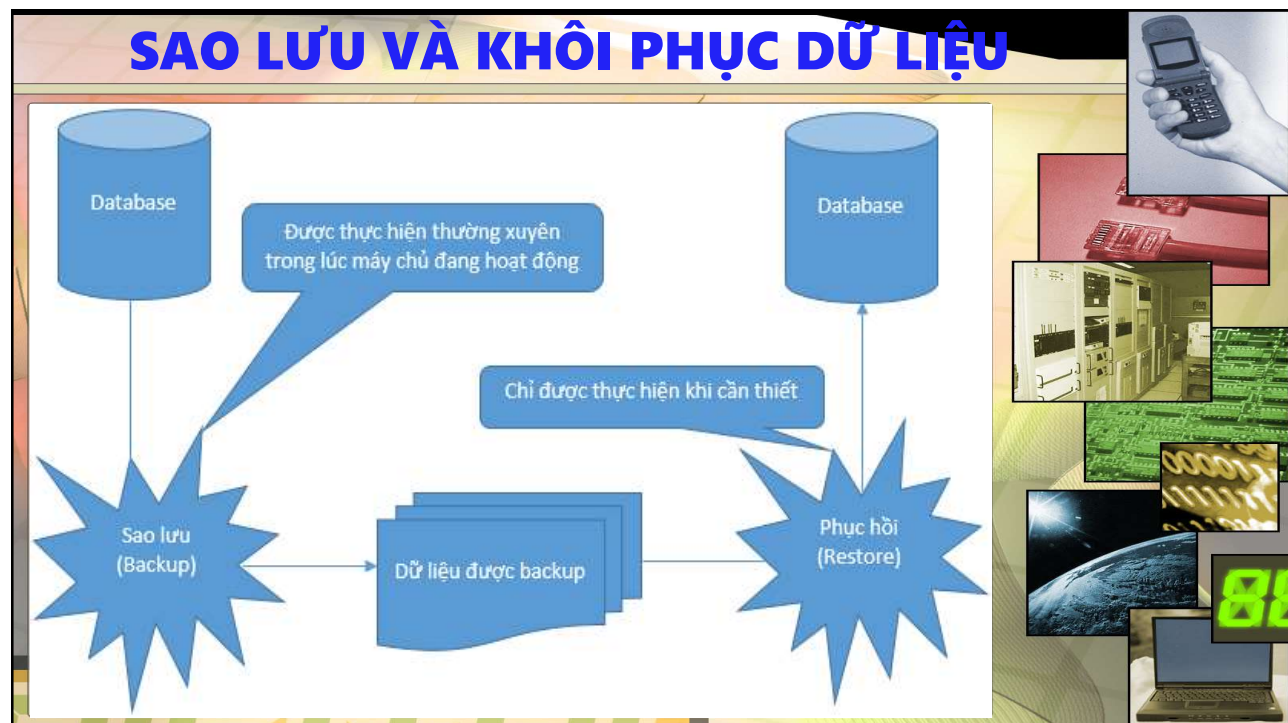 SAO LƯU VÀ KHÔI PHỤC DỮ LIỆU
Database
Database
Được thực hiện thường xuyên
trong lúc máy chủ đang hoạt động
Chỉ được thực hiện khi cần thiết
Sao lưu
(Backup)
Dữ liệu được backup
Phục hồi
(Restore)